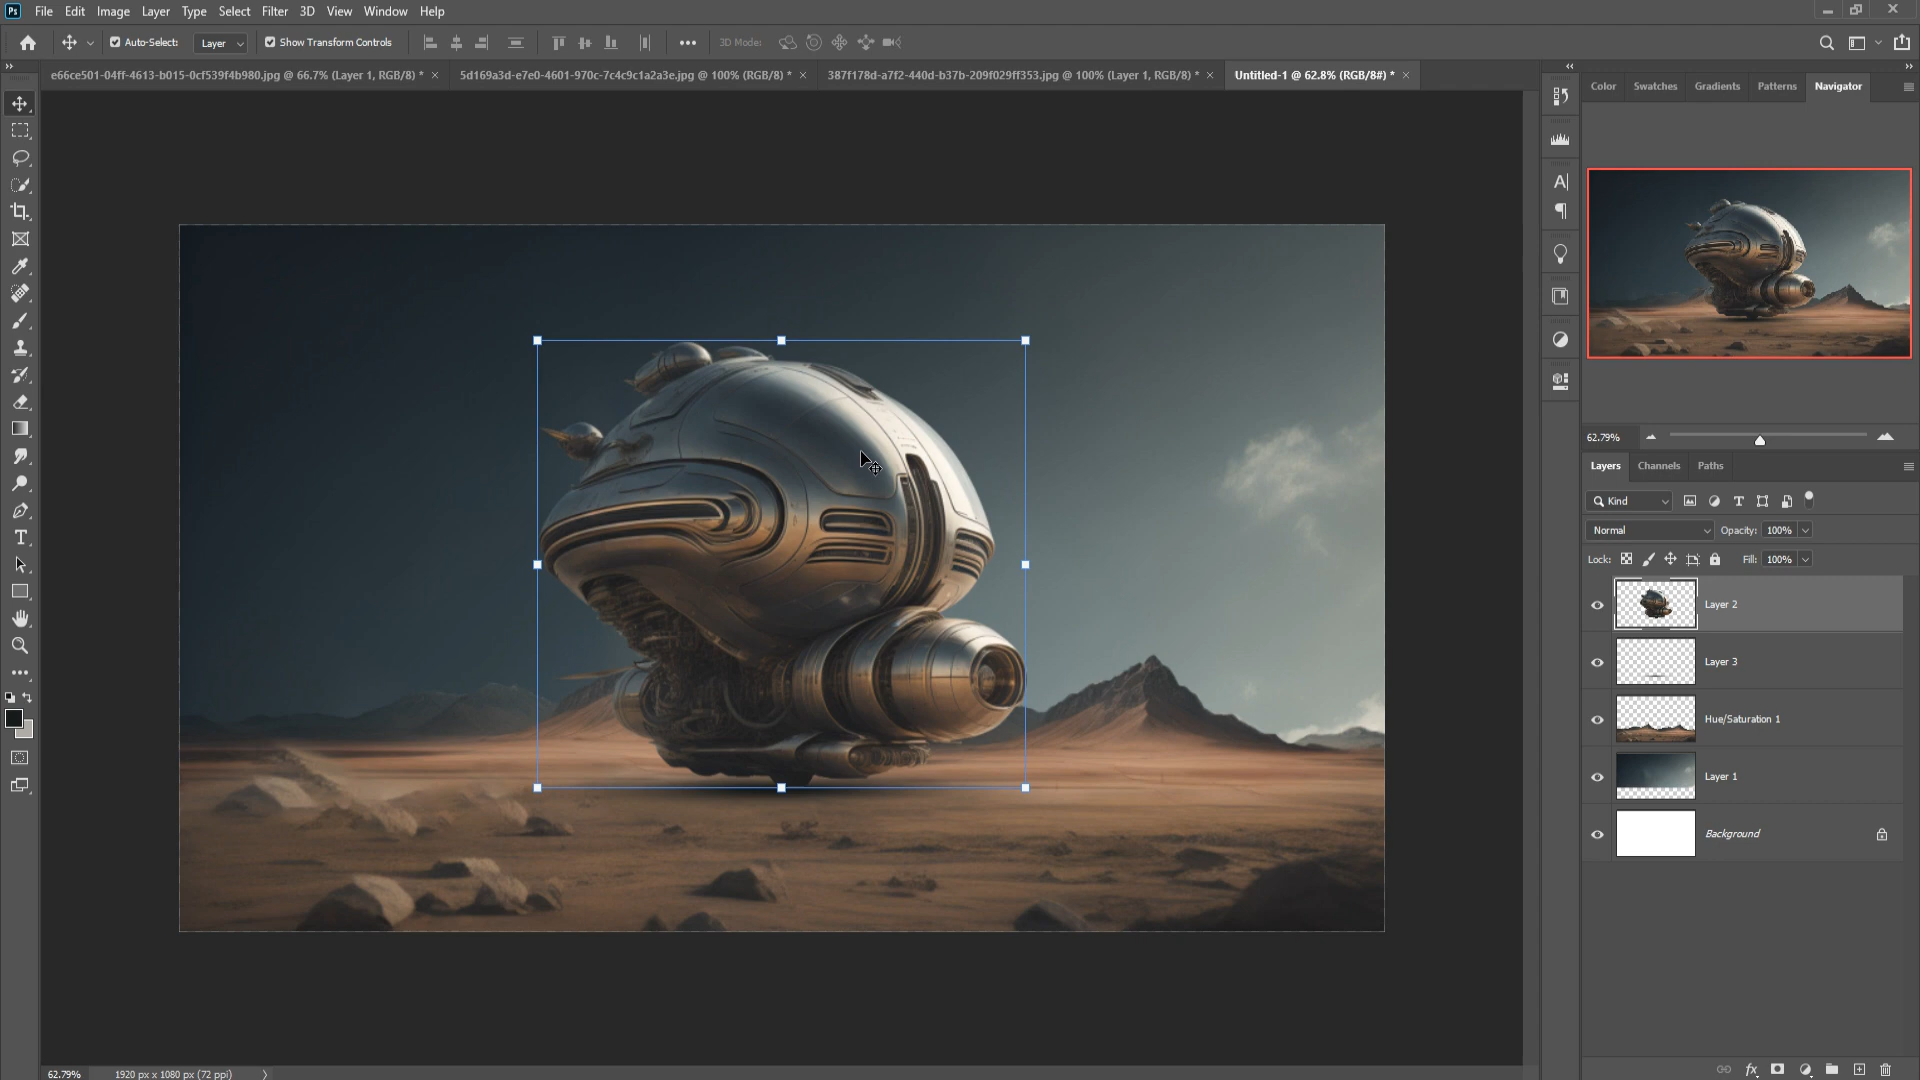 Ps File Edit Image Layer Type Select Filter 3D View Window Help
Auto-Select: Layer Show Transform Controls 3D Mode:
e66ce501-04ff-4613-b015-0cf539f4b980.jpg @ 66.7% (Layer 1, RGB/8) * 5d169a3d-e7e0-4601-970c-7c4c9c1a2a3e.jpg @ 100% (RGB/8) * 387f178d-a7f2-440d-b37b-209f029ff353.jpg @ 100% (Layer 1, RGB/8) * Untitled-1 @ 62.8% (RGB/8#) *
Color Swatches Gradients Patterns Navigator
62.79%
Layers Channels Paths
Kind
Normal Opacity: 100%
Lock: Fill: 100%
Layer 2
Layer 3
Hue/Saturation 1
Layer 1
Background
62.79% 1920 px x 1080 px (72 ppi)